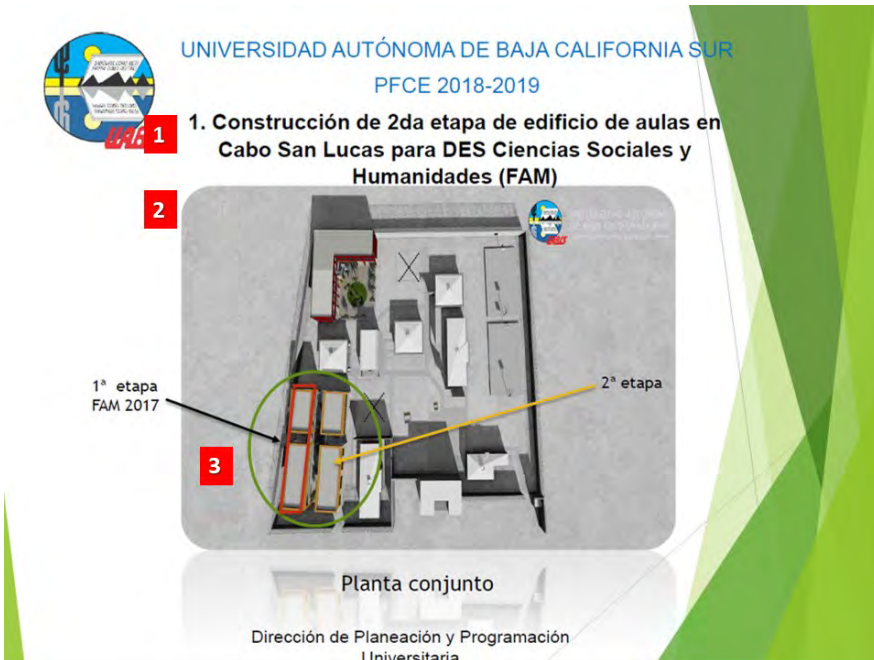 UNIVERSIDAD AUTÓNOMA DE BAJA CALIFORNIA SUR
PFCE 2018-2019
UABCS
1
1. Construcción de 2da etapa de edificio de aulas en
Cabo San Lucas para DES Ciencias Sociales y
Humanidades (FAM)
2
1ª etapa
FAM 2017
2ª etapa
3
Planta conjunto
Dirección de Planeación y Programación
Universitaria